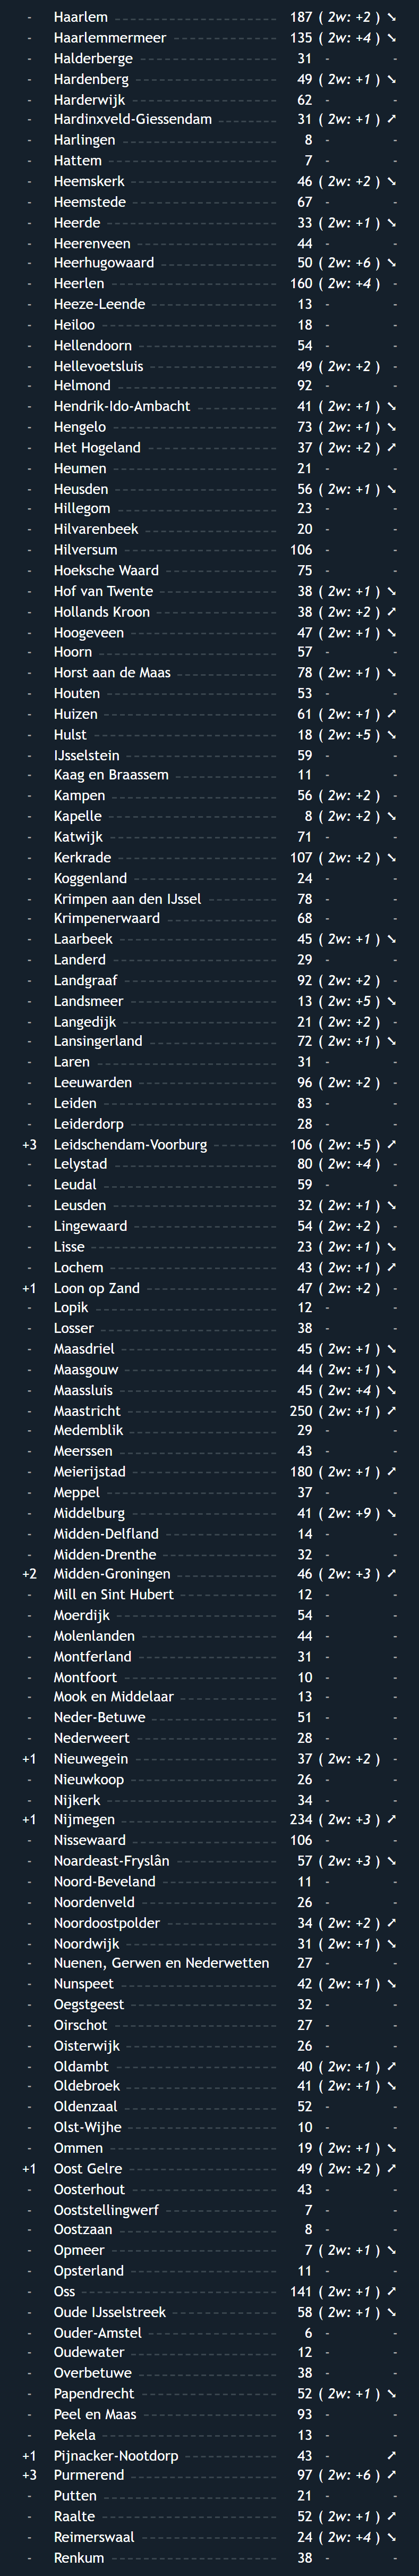 - Haarlem 187 ( 2w: +2 ) ➘
- Haarlemmermeer 135 ( 2w: +4 ) ➘
- Halderberge 31 - -
- Hardenberg 49 ( 2w: +1 ) ➘
- Harderwijk 62 - -
- Hardinxveld-Giessendam 31 ( 2w: +1 ) ➚
- Harlingen 8 - -
- Hattem 7 - -
- Heemskerk 46 ( 2w: +2 ) ➘
- Heemstede 67 - -
- Heerde 33 ( 2w: +1 ) ➘
- Heerenveen 44 - -
- Heerhugowaard 50 ( 2w: +6 ) ➘
- Heerlen 160 ( 2w: +4 ) -
- Heeze-Leende 13 - -
- Heiloo 18 - -
- Hellendoorn 54 - -
- Hellevoetsluis 49 ( 2w: +2 ) -
- Helmond 92 - -
- Hendrik-Ido-Ambacht 41 ( 2w: +1 ) ➘
- Hengelo 73 ( 2w: +1 ) ➘
- Het Hogeland 37 ( 2w: +2 ) ➚
- Heumen 21 - -
- Heusden 56 ( 2w: +1 ) ➘
- Hillegom 23 - -
- Hilvarenbeek 20 - -
- Hilversum 106 - -
- Hoeksche Waard 75 - -
- Hof van Twente 38 ( 2w: +1 ) ➘
- Hollands Kroon 38 ( 2w: +2 ) ➚
- Hoogeveen 47 ( 2w: +1 ) ➘
- Hoorn 57 - -
- Horst aan de Maas 78 ( 2w: +1 ) ➘
- Houten 53 - -
- Huizen 61 ( 2w: +1 ) ➚
- Hulst 18 ( 2w: +5 ) ➘
- IJsselstein 59 - -
- Kaag en Braassem 11 - -
- Kampen 56 ( 2w: +2 ) -
- Kapelle 8 ( 2w: +2 ) ➘
- Katwijk 71 - -
- Kerkrade 107 ( 2w: +2 ) ➘
- Koggenland 24 - -
- Krimpen aan den IJssel 78 - -
- Krimpenerwaard 68 - -
- Laarbeek 45 ( 2w: +1 ) ➘
- Landerd 29 - -
- Landgraaf 92 ( 2w: +2 ) -
- Landsmeer 13 ( 2w: +5 ) ➘
- Langedijk 21 ( 2w: +2 ) -
- Lansingerland 72 ( 2w: +1 ) ➘
- Laren 31 - -
- Leeuwarden 96 ( 2w: +2 ) -
- Leiden 83 - -
- Leiderdorp 28 - -
+3 Leidschendam-Voorburg 106 ( 2w: +5 ) ➚
- Lelystad 80 ( 2w: +4 ) -
- Leudal 59 - -
- Leusden 32 ( 2w: +1 ) ➘
- Lingewaard 54 ( 2w: +2 ) -
- Lisse 23 ( 2w: +1 ) ➘
- Lochem 43 ( 2w: +1 ) ➚
+1 Loon op Zand 47 ( 2w: +2 ) -
- Lopik 12 - -
- Losser 38 - -
- Maasdriel 45 ( 2w: +1 ) ➘
- Maasgouw 44 ( 2w: +1 ) ➘
- Maassluis 45 ( 2w: +4 ) ➘
- Maastricht 250 ( 2w: +1 ) ➚
- Medemblik 29 - -
- Meerssen 43 - -
- Meierijstad 180 ( 2w: +1 ) ➚
- Meppel 37 - -
- Middelburg 41 ( 2w: +9 ) ➘
- Midden-Delfland 14 - -
- Midden-Drenthe 32 - -
+2 Midden-Groningen 46 ( 2w: +3 ) ➚
- Mill en Sint Hubert 12 - -
- Moerdijk 54 - -
- Molenlanden 44 - -
- Montferland 31 - -
- Montfoort 10 - -
- Mook en Middelaar 13 - -
- Neder-Betuwe 51 - -
- Nederweert 28 - -
+1 Nieuwegein 37 ( 2w: +2 ) -
- Nieuwkoop 26 - -
- Nijkerk 34 - -
+1 Nijmegen 234 ( 2w: +3 ) ➚
- Nissewaard 106 - -
- Noardeast-Fryslân 57 ( 2w: +3 ) ➘
- Noord-Beveland 11 - -
- Noordenveld 26 - -
- Noordoostpolder 34 ( 2w: +2 ) ➚
- Noordwijk 31 ( 2w: +1 ) ➘
- Nuenen, Gerwen en Nederwetten 27 - -
- Nunspeet 42 ( 2w: +1 ) ➘
- Oegstgeest 32 - -
- Oirschot 27 - -
- Oisterwijk 26 - -
- Oldambt 40 ( 2w: +1 ) ➚
- Oldebroek 41 ( 2w: +1 ) ➘
- Oldenzaal 52 - -
- Olst-Wijhe 10 - -
- Ommen 19 ( 2w: +1 ) ➘
+1 Oost Gelre 49 ( 2w: +2 ) ➚
- Oosterhout 43 - -
- Ooststellingwerf 7 - -
- Oostzaan 8 - -
- Opmeer 7 ( 2w: +1 ) ➘
- Opsterland 11 - -
- Oss 141 ( 2w: +1 ) ➚
- Oude IJsselstreek 58 ( 2w: +1 ) ➘
- Ouder-Amstel 6 - -
- Oudewater 12 - -
- Overbetuwe 38 - -
- Papendrecht 52 ( 2w: +1 ) ➘
- Peel en Maas 93 - -
- Pekela 13 - -
+1 Pijnacker-Nootdorp 43 - ➚
+3 Purmerend 97 ( 2w: +6 ) ➚
- Putten 21 - -
- Raalte 52 ( 2w: +1 ) ➚
- Reimerswaal 24 ( 2w: +4 ) ➘
- Renkum 38 - -